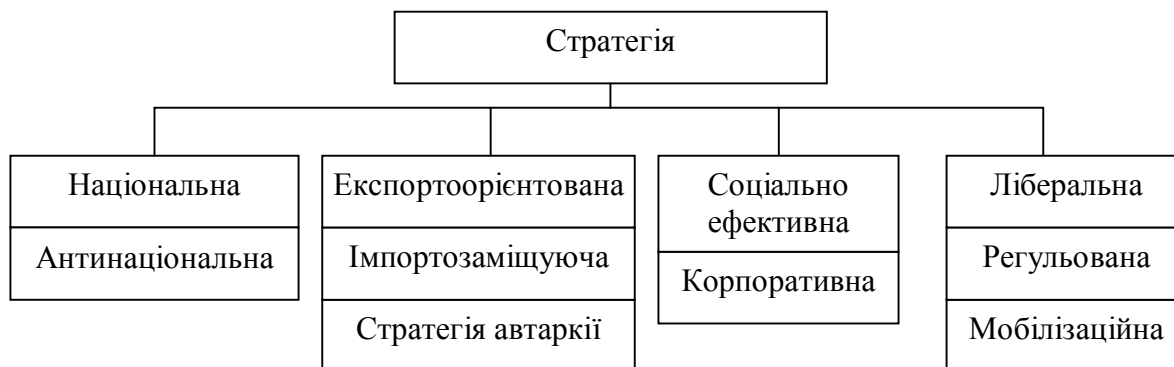 Стратегія
Національна
Антинаціональна
Експортоорієнтована
Імпортозаміщуюча
Стратегія автаркії
Соціально
ефективна
Корпоративна
Ліберальна
Регульована
Мобілізаційна